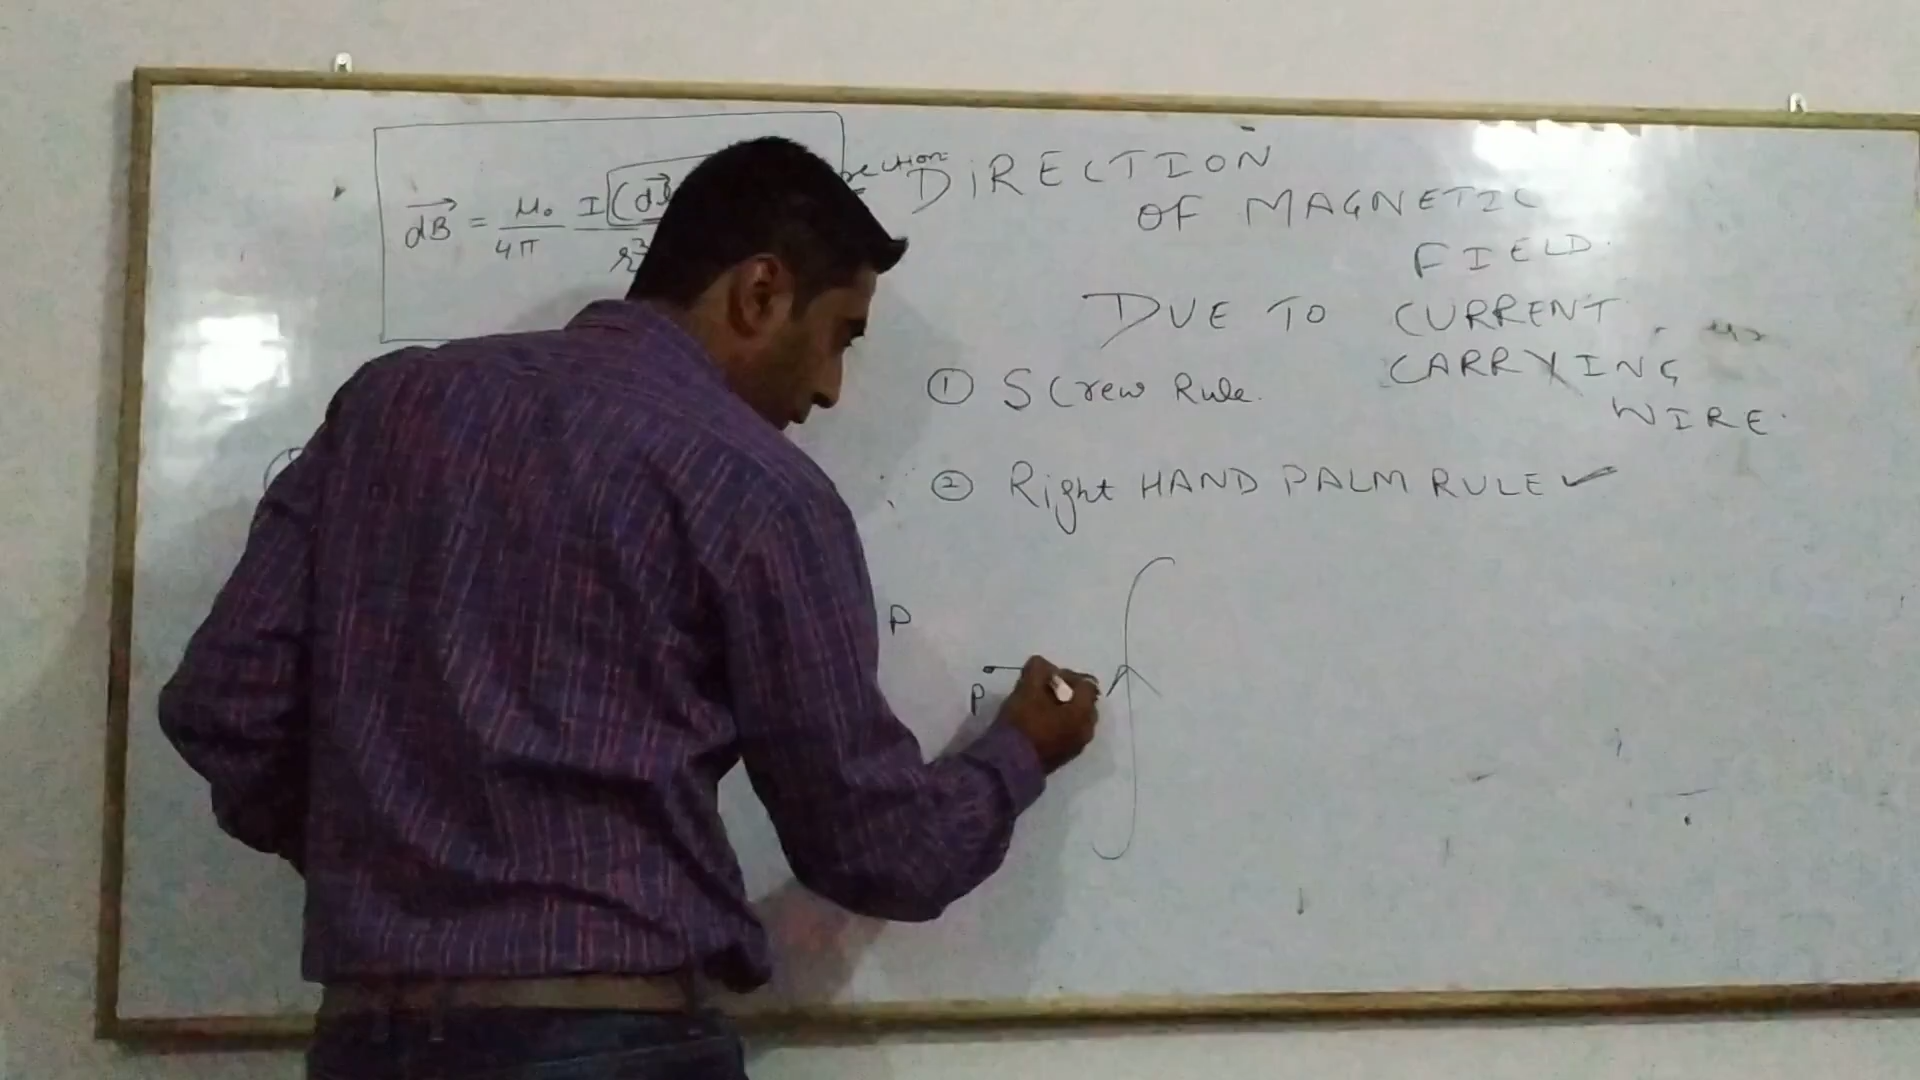 dB = μ₀ I (dl
4π r³
DIRECTION
OF MAGNETIC
FIELD.
DUE TO CURRENT
CARRYING
WIRE.
① Screw Rule.
② Right HAND PALM RULE ✓
P
P